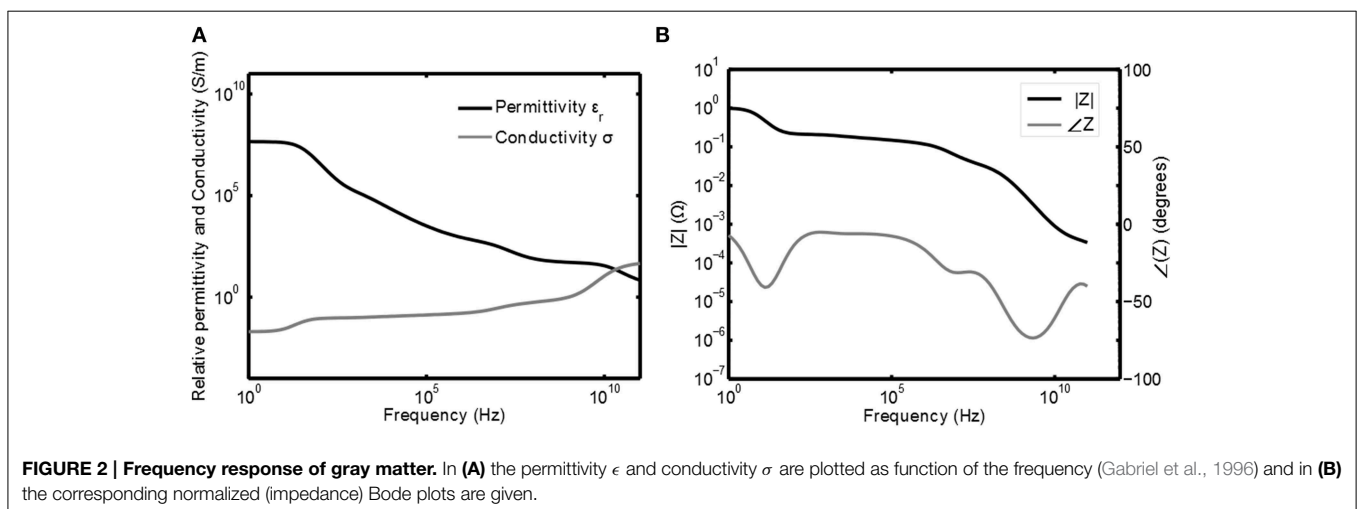 A
B
Relative permittivity and Conductivity (S/m)
10^10
10^5
10^0
Permittivity ε_r
Conductivity σ
10^0
10^5
10^10
Frequency (Hz)
|Z| (Ω)
10^1
10^0
10^-1
10^-2
10^-3
10^-4
10^-5
10^-6
10^-7
|Z|
∠Z
100
50
0
−50
−100
∠(Z) (degrees)
10^0
10^5
10^10
Frequency (Hz)
FIGURE 2 | Frequency response of gray matter. In (A) the permittivity ϵ and conductivity σ are plotted as function of the frequency (Gabriel et al., 1996) and in (B)
the corresponding normalized (impedance) Bode plots are given.